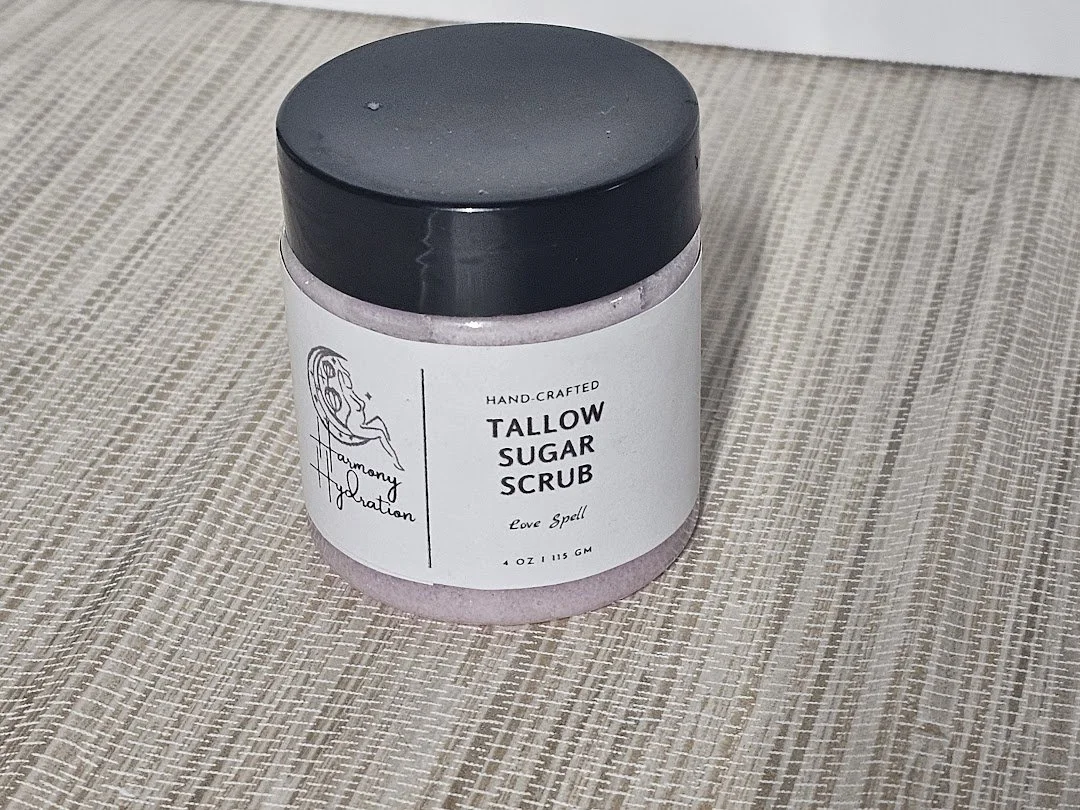 Harmony
Hydration
HAND-CRAFTED
TALLOW
SUGAR
SCRUB
Love Spell
4 OZ | 115 GM